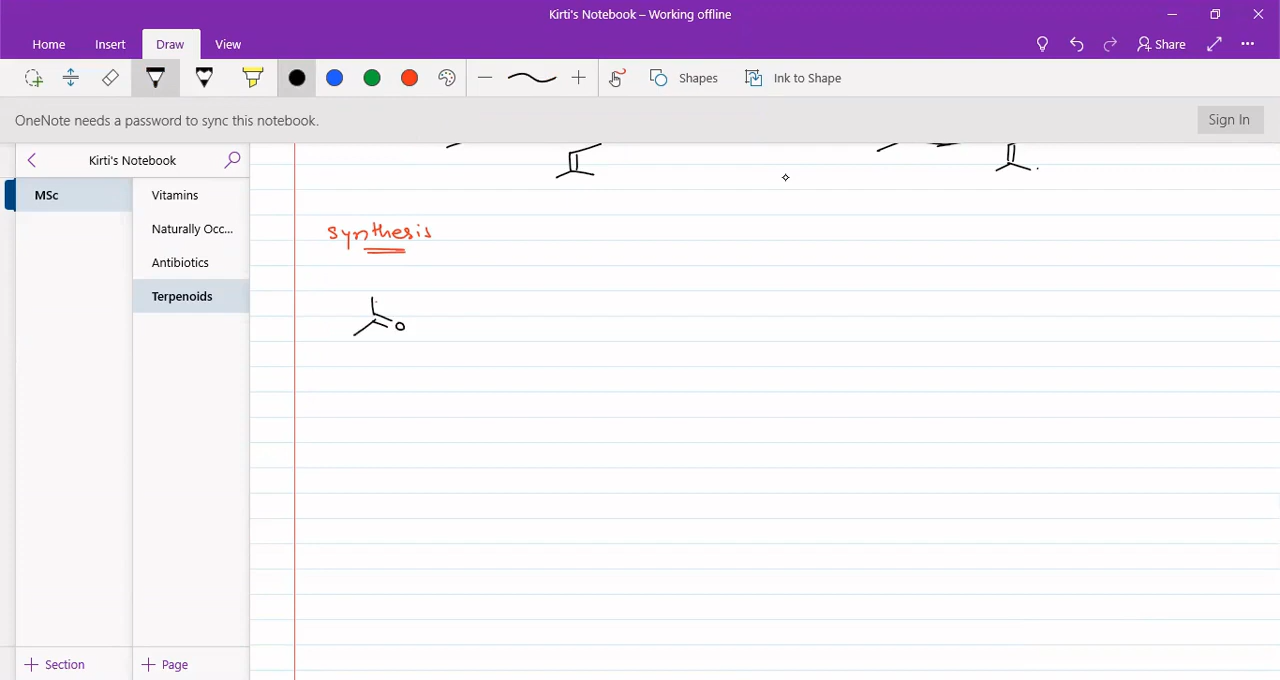 Kirti's Notebook – Working offline
Home Insert Draw View Share
Shapes Ink to Shape
OneNote needs a password to sync this notebook. Sign In
Kirti's Notebook
MSc Vitamins
Naturally Occ...
Antibiotics
Terpenoids
Synthesis
O
Section Page